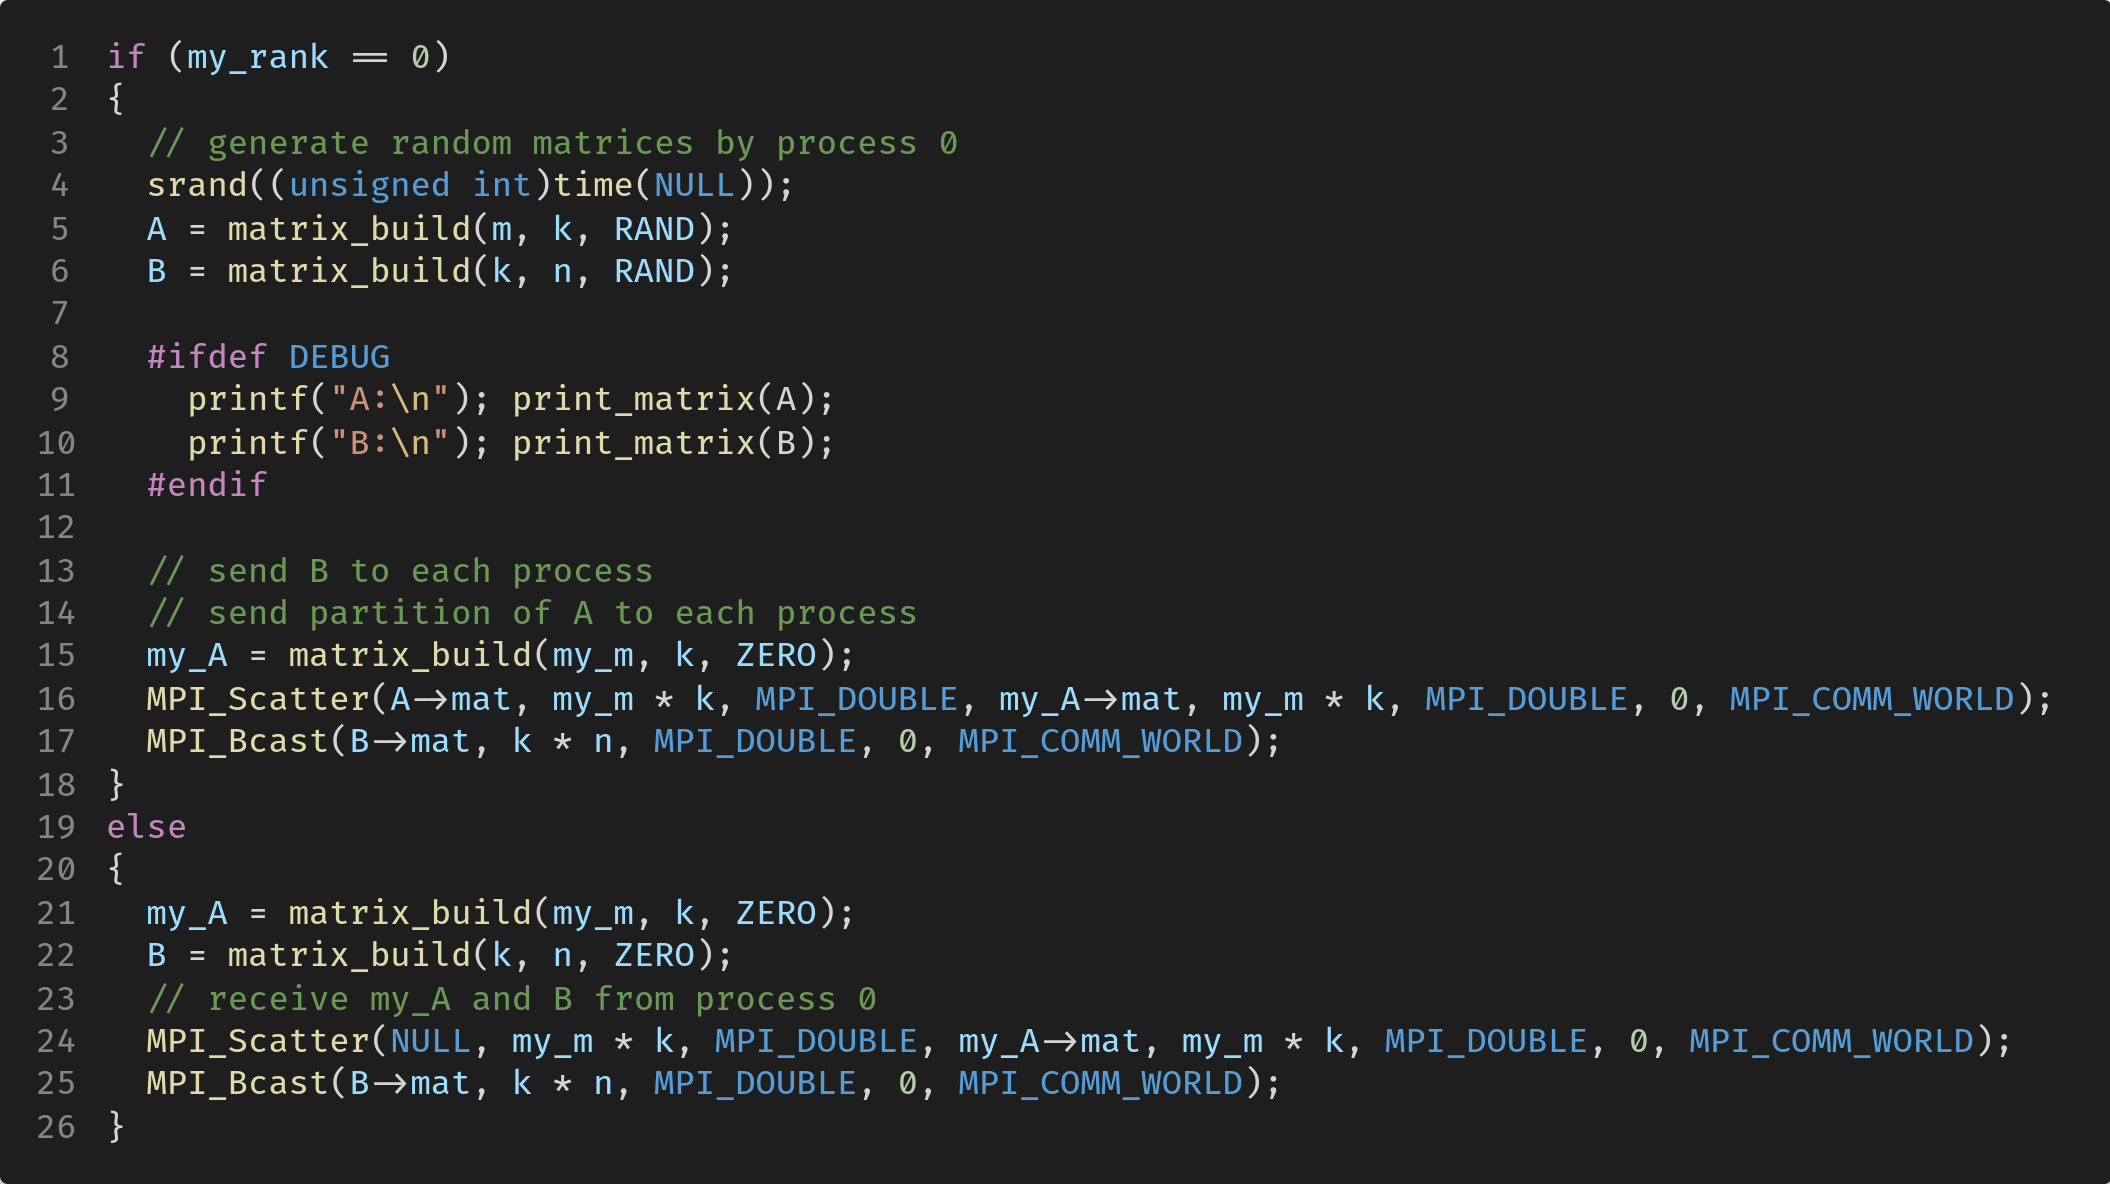 1 if (my_rank == 0)
2 {
3 // generate random matrices by process 0
4 srand((unsigned int)time(NULL));
5 A = matrix_build(m, k, RAND);
6 B = matrix_build(k, n, RAND);
7
8 #ifdef DEBUG
9 printf("A:\n"); print_matrix(A);
10 printf("B:\n"); print_matrix(B);
11 #endif
12
13 // send B to each process
14 // send partition of A to each process
15 my_A = matrix_build(my_m, k, ZERO);
16 MPI_Scatter(A->mat, my_m * k, MPI_DOUBLE, my_A->mat, my_m * k, MPI_DOUBLE, 0, MPI_COMM_WORLD);
17 MPI_Bcast(B->mat, k * n, MPI_DOUBLE, 0, MPI_COMM_WORLD);
18 }
19 else
20 {
21 my_A = matrix_build(my_m, k, ZERO);
22 B = matrix_build(k, n, ZERO);
23 // receive my_A and B from process 0
24 MPI_Scatter(NULL, my_m * k, MPI_DOUBLE, my_A->mat, my_m * k, MPI_DOUBLE, 0, MPI_COMM_WORLD);
25 MPI_Bcast(B->mat, k * n, MPI_DOUBLE, 0, MPI_COMM_WORLD);
26 }